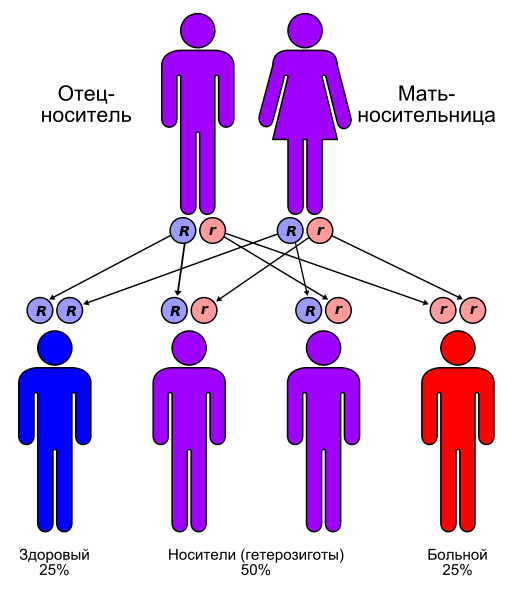 Отец-
носитель
Мать-
носительница
R r R r
R R R r R r r r
Здоровый
25%
Носители (гетерозиготы)
50%
Больной
25%